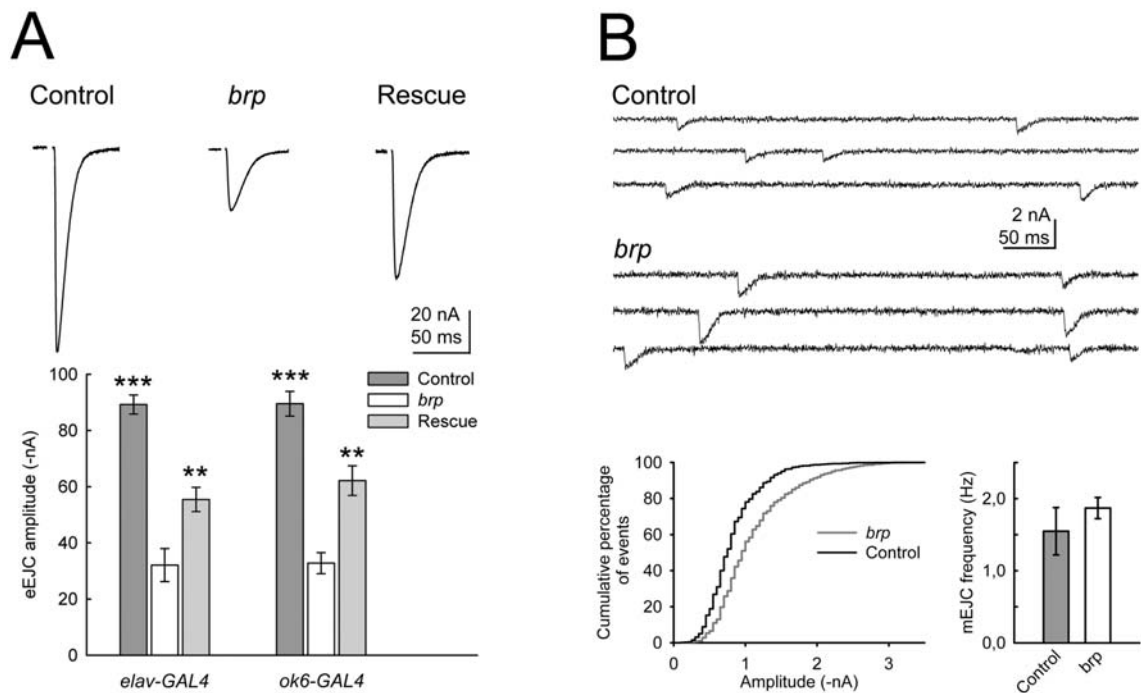 A
Control
brp
Rescue
20 nA
50 ms
100
80
60
40
20
0
eEJC amplitude (-nA)
***
**
***
**
Control
brp
Rescue
elav-GAL4
ok6-GAL4
B
Control
2 nA
50 ms
brp
Cumulative percentage
of events
100
80
60
40
20
0
brp
Control
0
1
2
3
Amplitude (-nA)
mEJC frequency (Hz)
2,0
1,0
0,0
Control
brp